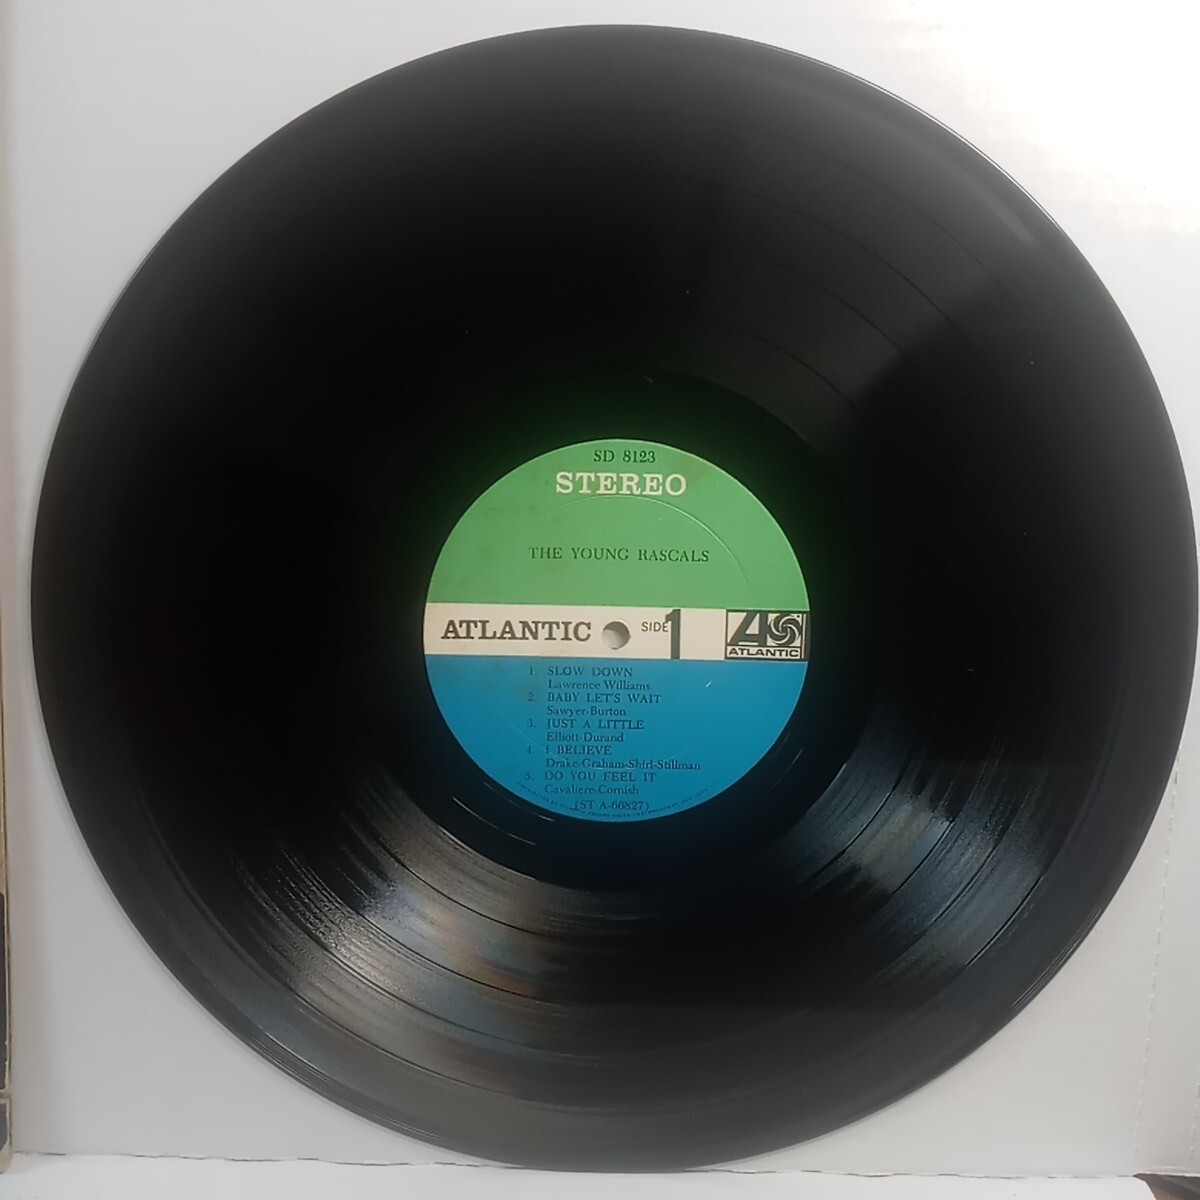 SD 8123
STEREO
THE YOUNG RASCALS
ATLANTIC SIDE 1
ATLANTIC
1. SLOW DOWN
Lawrence Williams
2. BABY LET'S WAIT
Sawyer-Burton
3. JUST A LITTLE
Elliott-Durand
4. I BELIEVE
Drake-Graham-Shirl-Stillman
5. DO YOU FEEL IT
Cavaliere-Cornish
(ST A-66827)